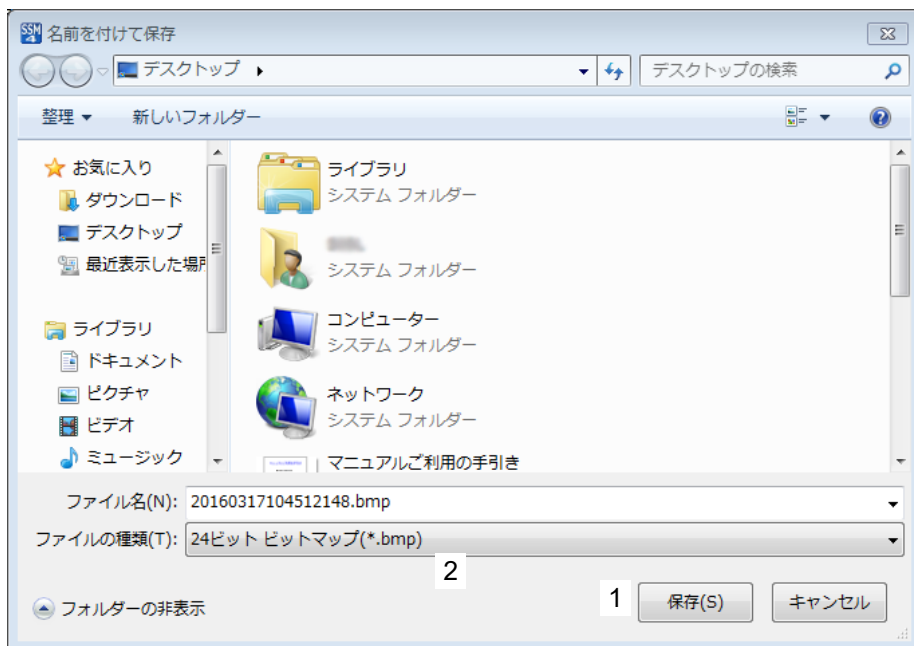 SSM 4 名前を付けて保存
デスクトップ
デスクトップの検索
整理 新しいフォルダー
お気に入り
ダウンロード
デスクトップ
最近表示した場所
ライブラリ
ドキュメント
ピクチャ
ビデオ
ミュージック
ライブラリ
システム フォルダー
システム フォルダー
コンピューター
システム フォルダー
ネットワーク
システム フォルダー
マニュアルご利用の手引き
ファイル名(N): 20160317104512148.bmp
ファイルの種類(T): 24ビット ビットマップ(*.bmp)
2
フォルダーの非表示
1 保存(S) キャンセル